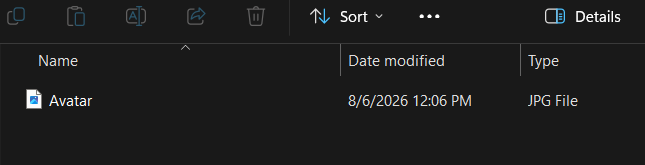 Sort Details
Name Date modified Type
Avatar 8/6/2026 12:06 PM JPG File